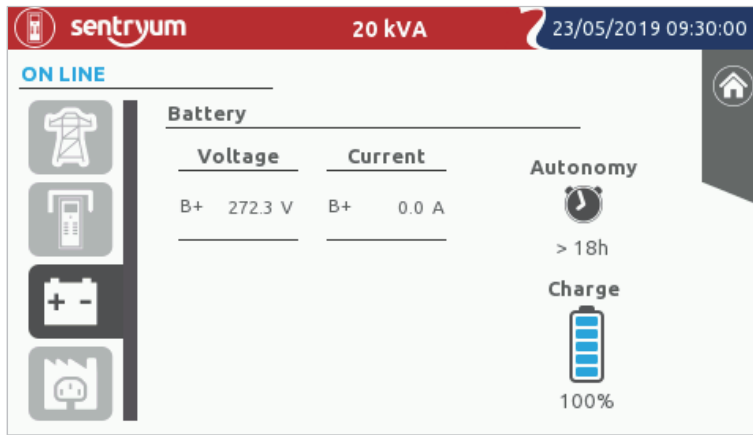 sentryum 20 kVA 23/05/2019 09:30:00
ON LINE
Battery
Voltage Current
B+ 272.3 V B+ 0.0 A
Autonomy
> 18h
Charge
100%